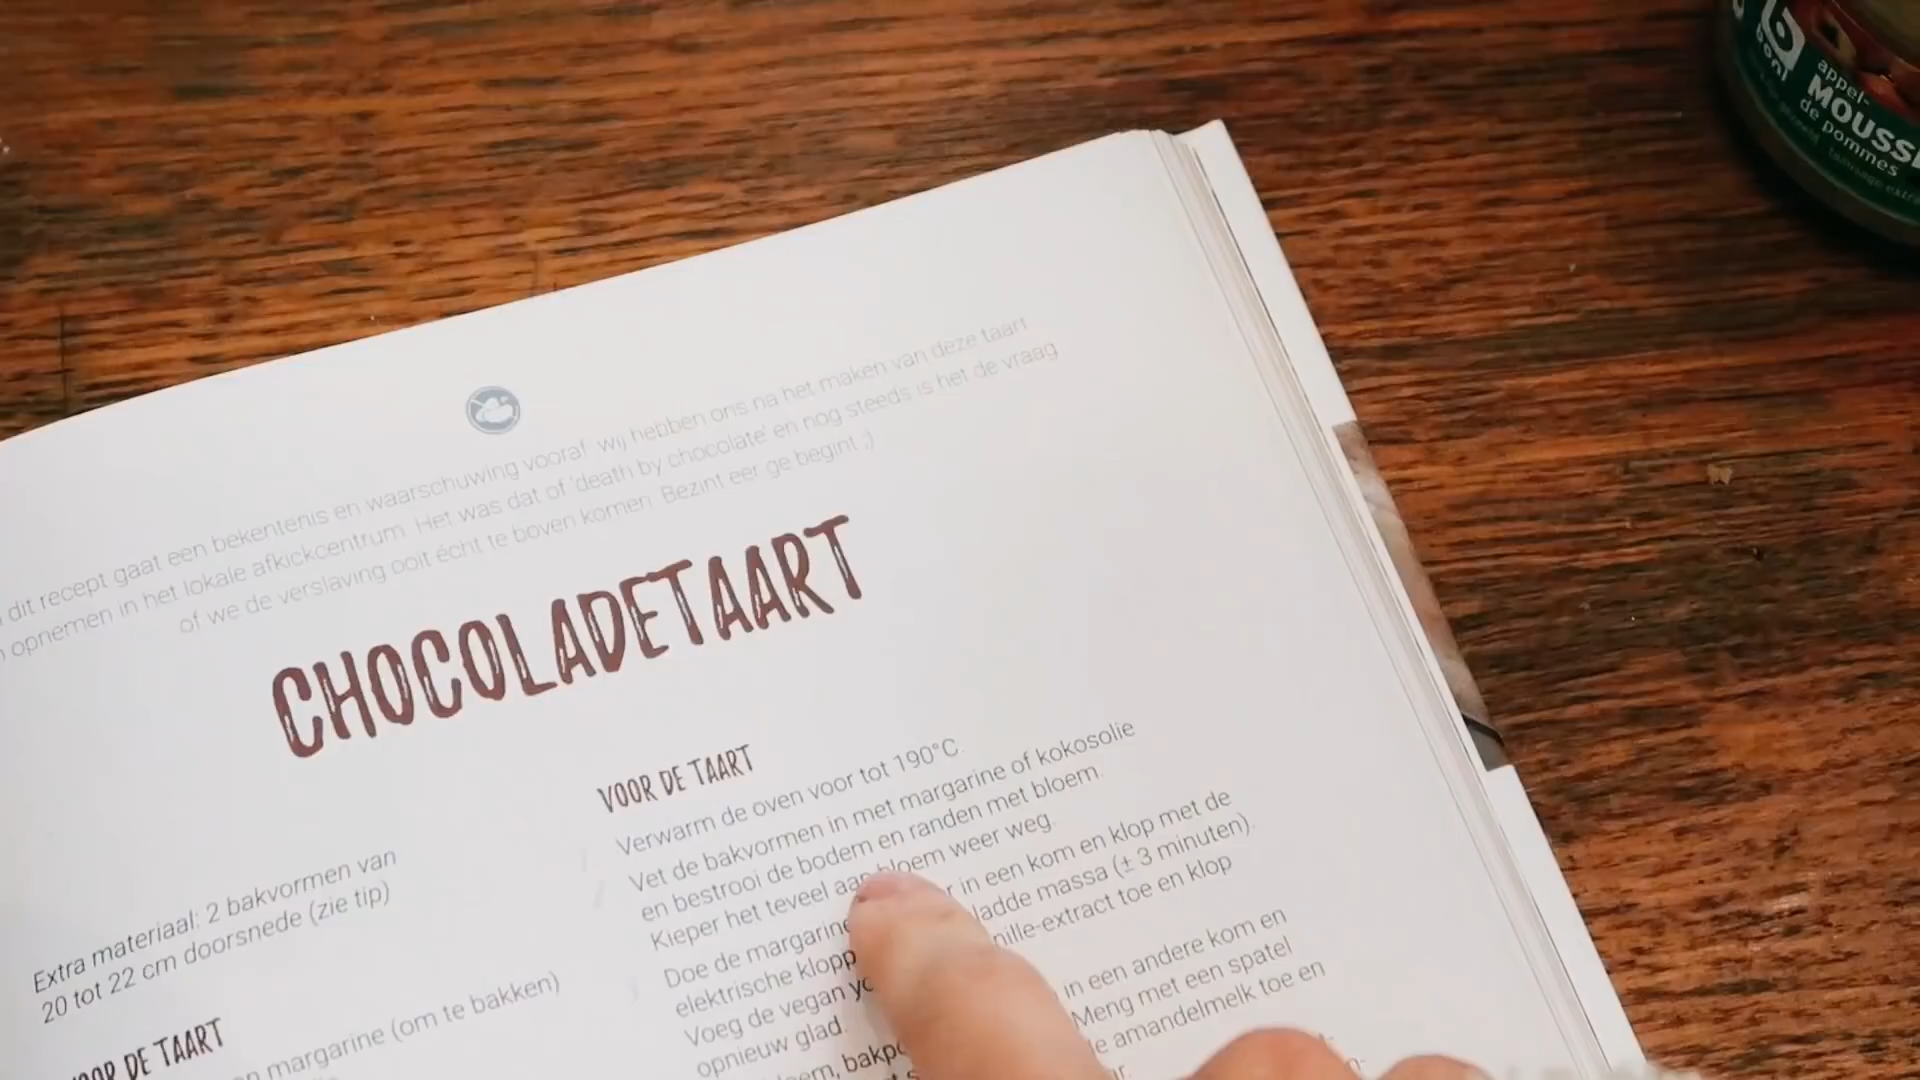 dit recept gaat een bekentenis en waarschuwing vooraf: wij hebben ons na het maken van deze taart
opnemen in het lokale afkickcentrum. Het was dat of 'death by chocolate' en nog steeds is het de vraag
of we de verslaving ooit écht te boven komen. Bezint eer ge begint ;)
CHOCOLADETAART
Extra materiaal: 2 bakvormen van
20 tot 22 cm doorsnede (zie tip)
DE TAART
margarine (om te bakken)
VOOR DE TAART
Verwarm de oven voor tot 190°C.
Vet de bakvormen in met margarine of kokosolie
en bestrooi de bodem en randen met bloem.
Kieper het teveel aan bloem weer weg.
Doe de margarine in een kom en klop met de
elektrische klopp ladde massa (± 3 minuten).
Voeg de vegan nille-extract toe en klop
opnieuw glad.
in een andere kom en
Meng met een spatel
amandelmelk toe en
boni
appel-
MOUSSE
de pommes